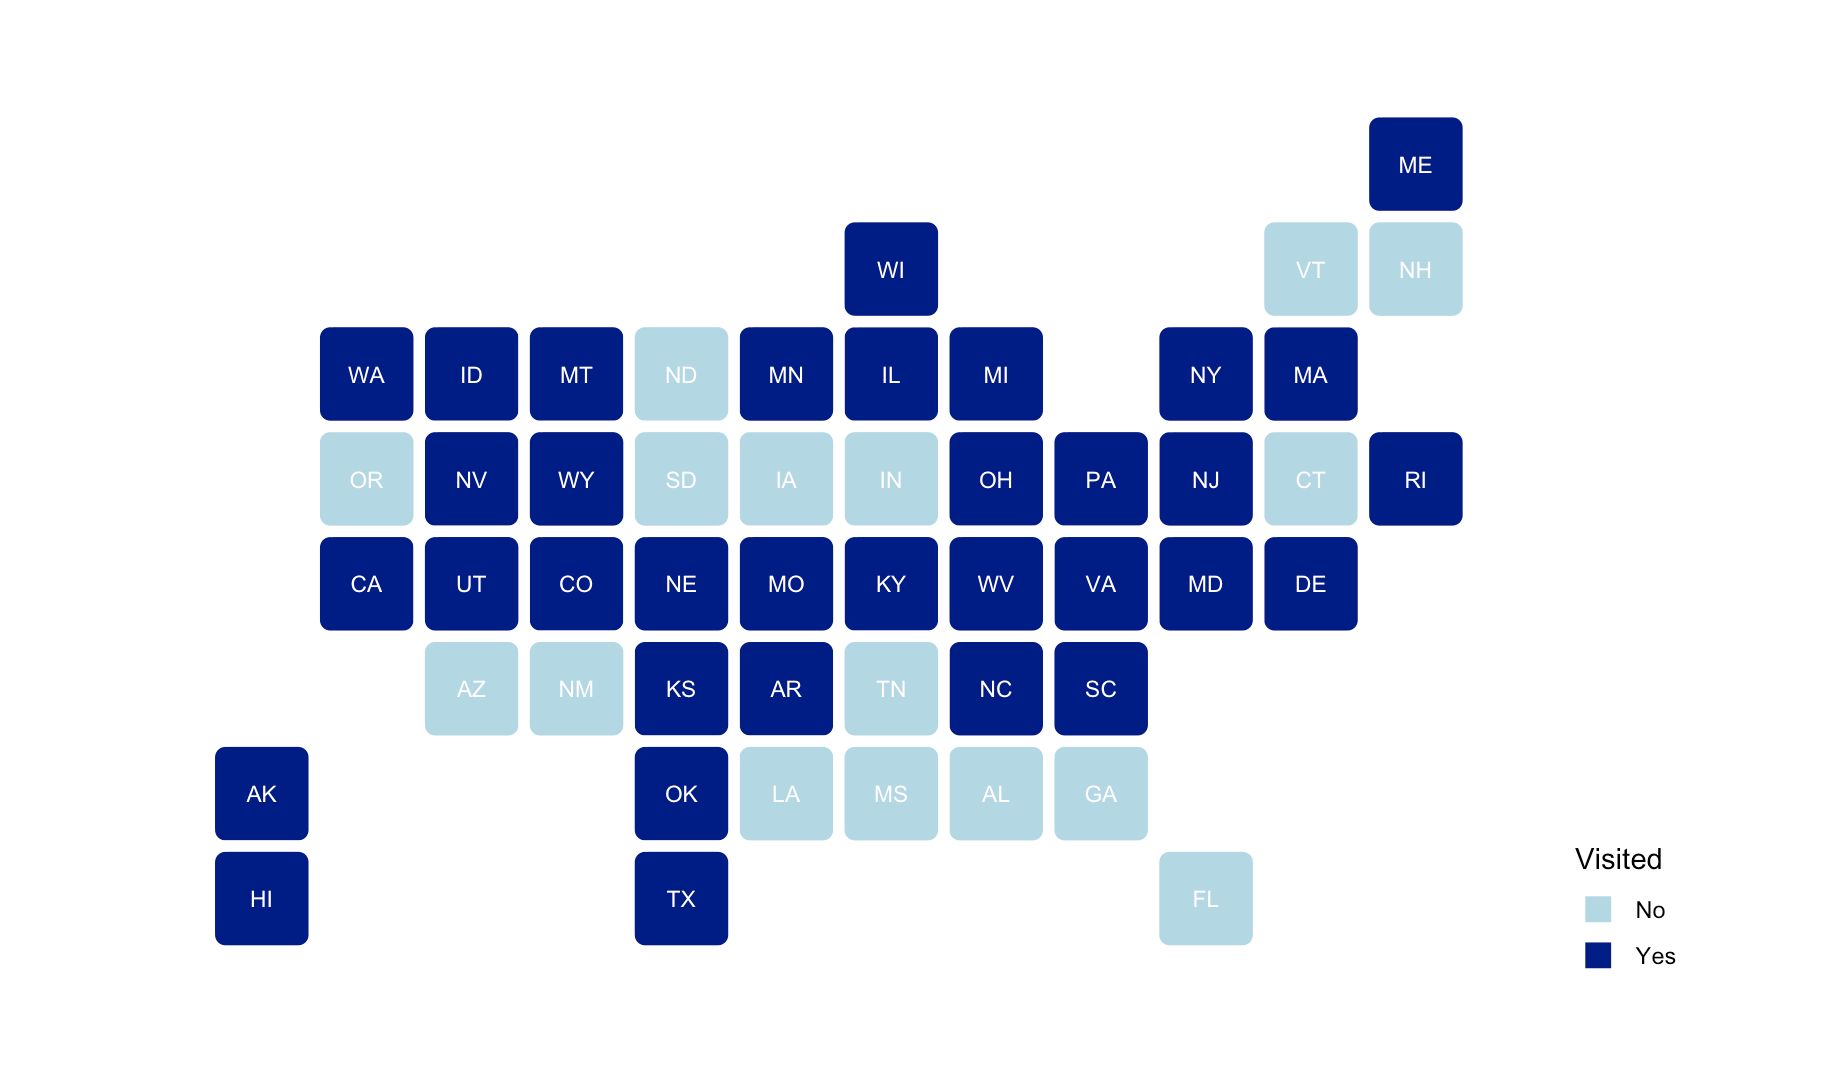 ME
WI VT NH
WA ID MT ND MN IL MI NY MA
OR NV WY SD IA IN OH PA NJ CT RI
CA UT CO NE MO KY WV VA MD DE
AZ NM KS AR TN NC SC
AK OK LA MS AL GA
HI TX FL
Visited
No
Yes